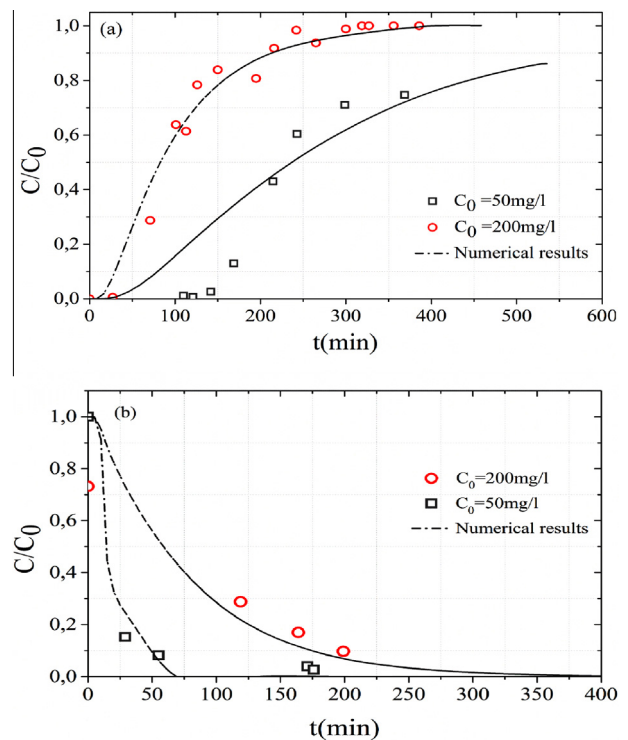 (a)
1,0
0,8
0,6
0,4
0,2
0,0
C/C0
C0 =50mg/l
C0 =200mg/l
Numerical results
0 100 200 300 400 500 600
t(min)
(b)
1,0
0,8
0,6
0,4
0,2
0,0
C/C0
C0=200mg/l
C0=50mg/l
Numerical results
0 50 100 150 200 250 300 350 400
t(min)